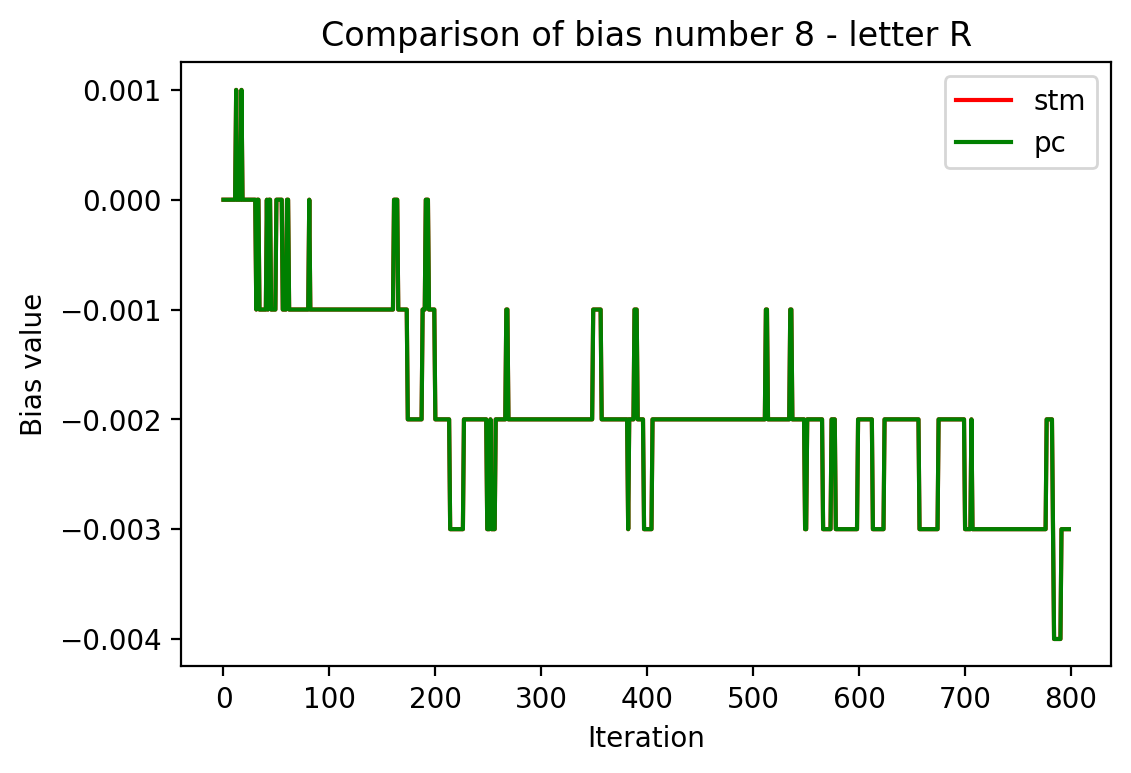 Comparison of bias number 8 - letter R
stm
pc
Bias value
0.001
0.000
−0.001
−0.002
−0.003
−0.004
0 100 200 300 400 500 600 700 800
Iteration